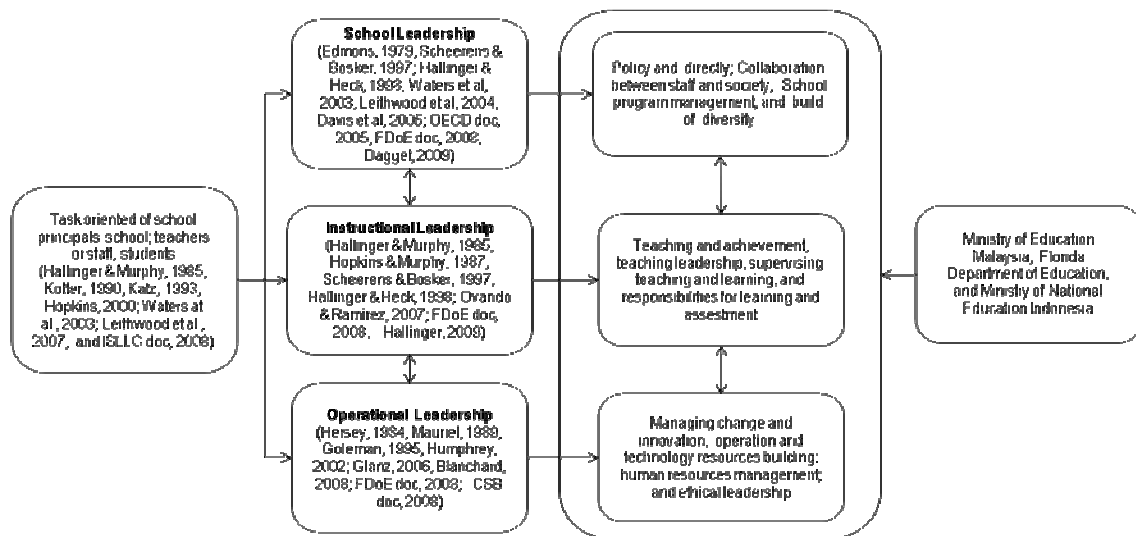 Task oriented of school
principals school; teachers
or staff, students
(Hallinger & Murphy, 1985,
Kotter, 1990, Katz, 1993,
Hopkins, 2000; Waters at
al, 2003; Leithwood et al,
2007, and ISLLC doc, 2008)
School Leadership
(Edmons, 1979, Scheerens &
Bosker, 1997; Hallinger &
Heck, Waters et al,
2003, Leithwood et al, 2004,
Davis et al, OECD doc,
2005, FDoE doc,
2009)
Instructional Leadership
(Hallinger & Murphy, 1985,
Hopkins & Murphy, 1987,
Scheerens & Bosker, 1997,
Hallinger & Heck, 1998; Ovando
& Ramirez, 2007; FDoE doc,
2008, Hallinger, 2009)
Operational Leadership
(Hersey, 1984, Mauriel, 1989,
Goleman, 1995, Humphrey,
2002; Glanz, 2006, Blanchard,
2008; FDoE doc, 2008; CSB
doc, 2008)
Policy and directly; Collaboration
between staff and society, School
program management, and build
of diversity
Teaching and achievement,
teaching leadership, supervising
teaching and learning, and
responsibilities for learning and
assestment
Managing change and
innovation, operation and
technology resources building;
human resources management;
and ethical leadership
Ministry of Education
Malaysia, Florida
Department of Education,
and Ministry of National
Education Indonesia